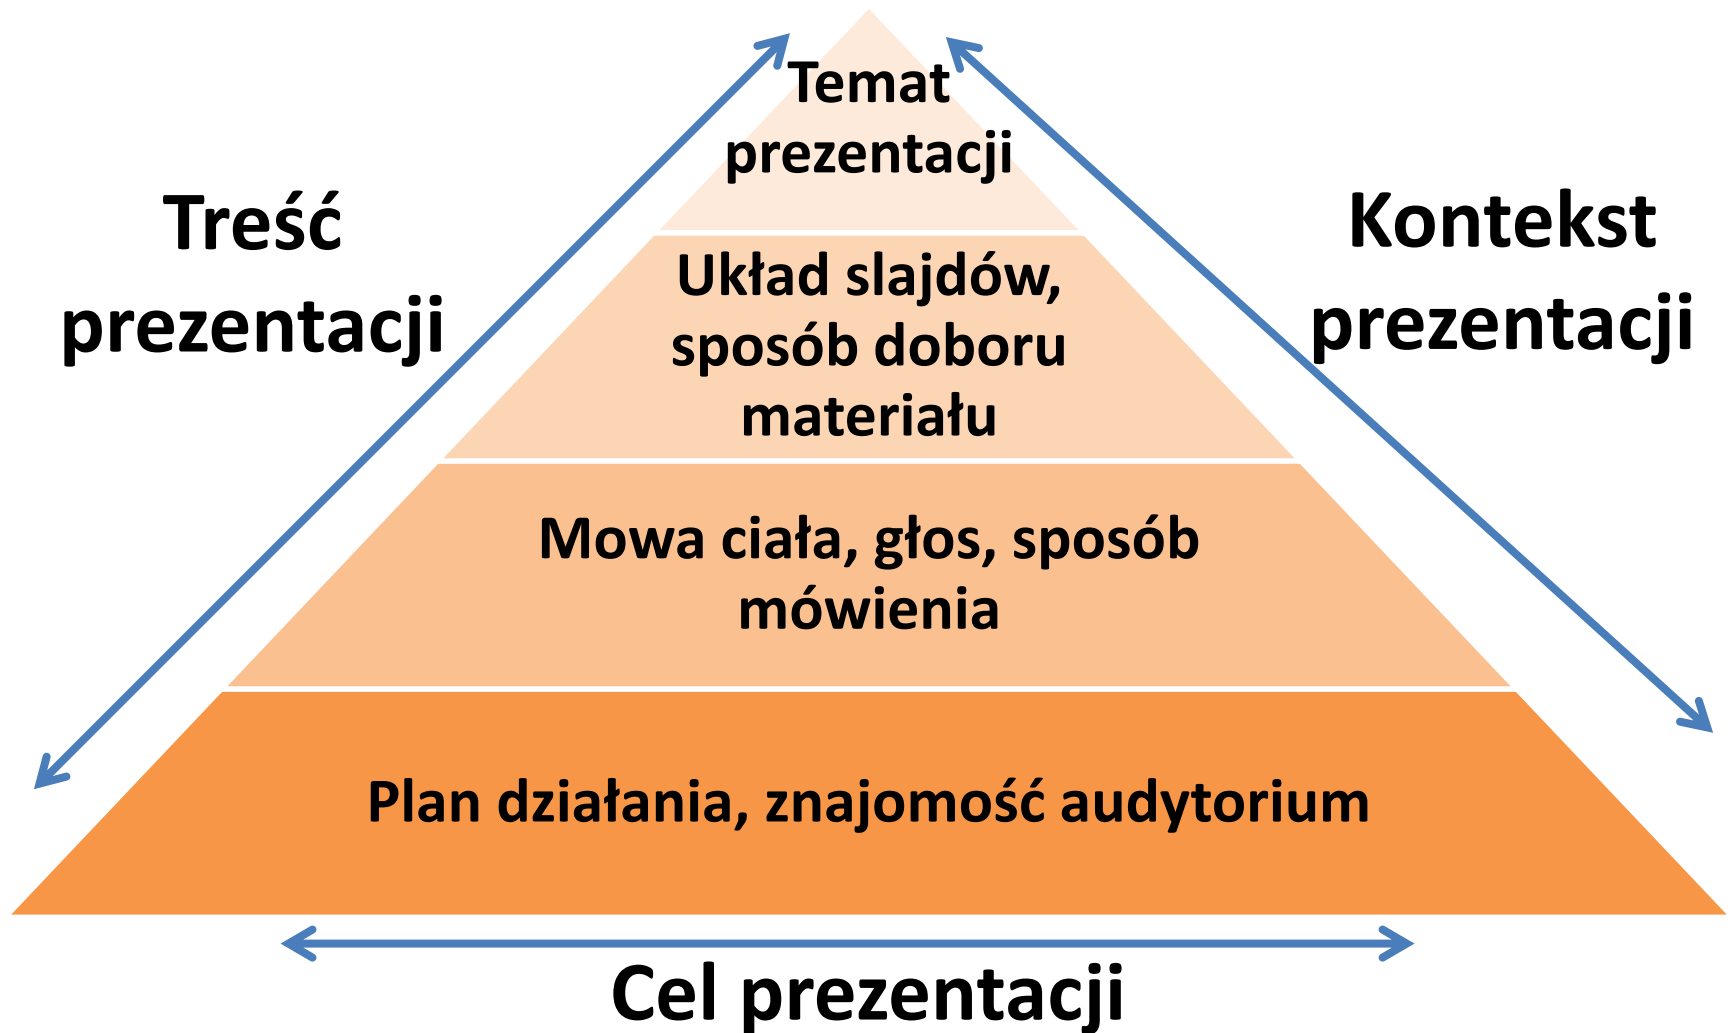 Temat
prezentacji
Treść
prezentacji
Kontekst
prezentacji
Układ slajdów,
sposób doboru
materiału
Mowa ciała, głos, sposób
mówienia
Plan działania, znajomość audytorium
Cel prezentacji